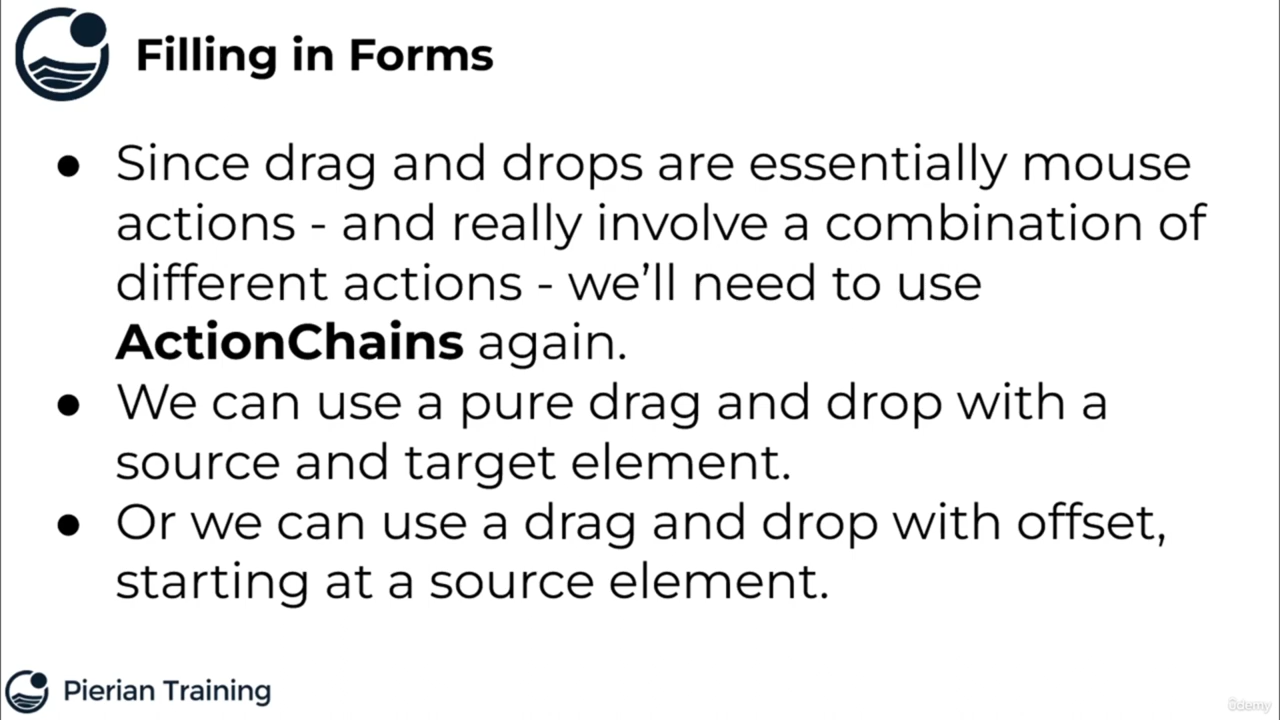 Filling in Forms
● Since drag and drops are essentially mouse
actions - and really involve a combination of
different actions - we’ll need to use
ActionChains again.
● We can use a pure drag and drop with a
source and target element.
● Or we can use a drag and drop with offset,
starting at a source element.
Pierian Training
ûdemy